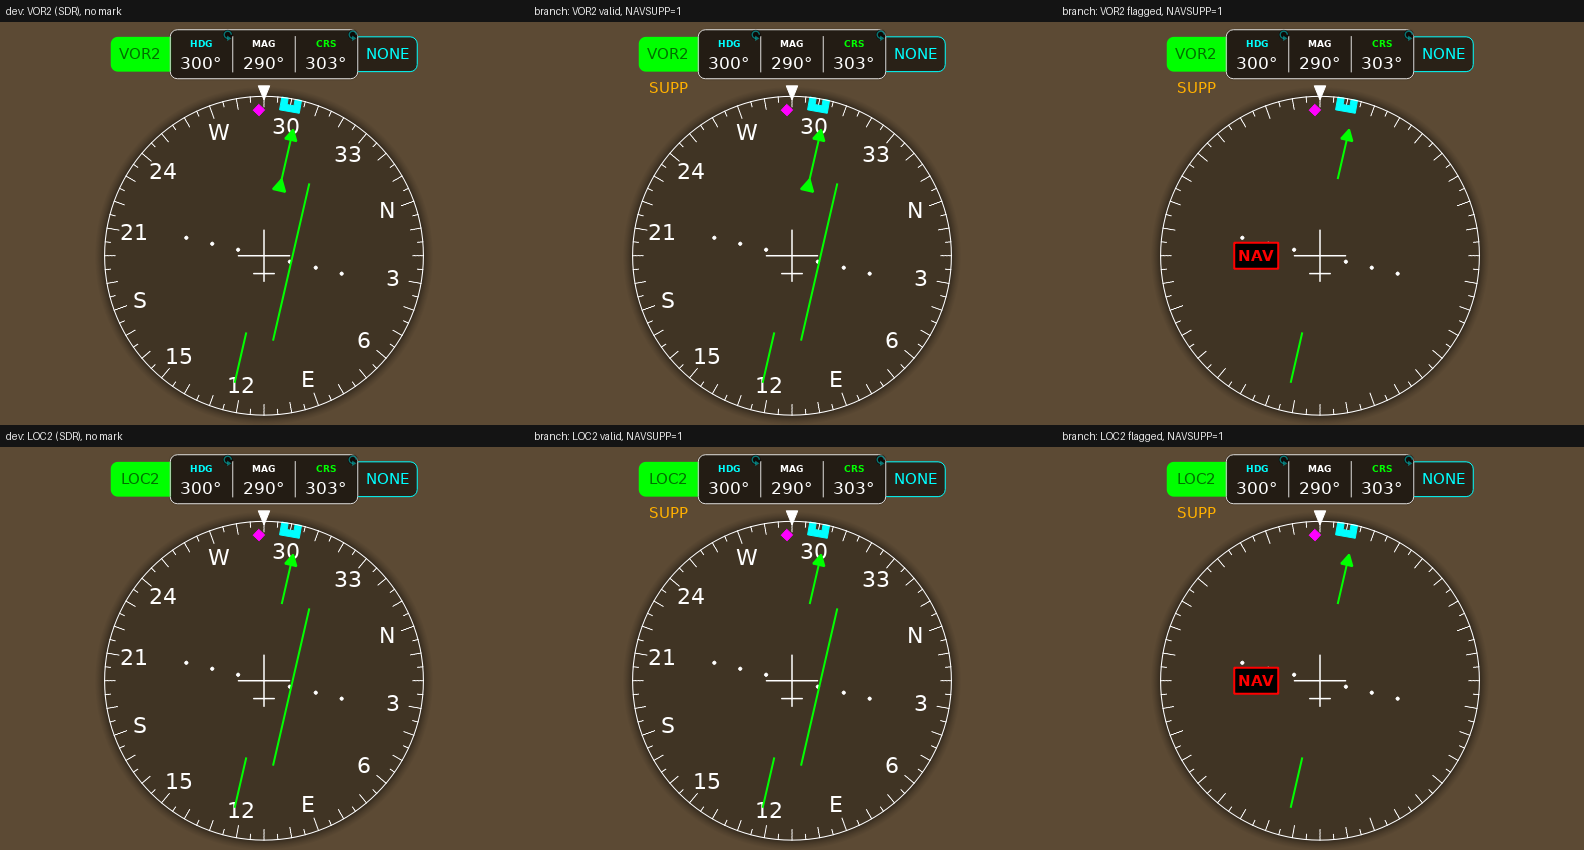 dev: VOR2 (SDR), no mark
branch: VOR2 valid, NAVSUPP=1
branch: VOR2 flagged, NAVSUPP=1
VOR2 HDG 300° MAG 290° CRS 303° NONE
VOR2 HDG 300° MAG 290° CRS 303° NONE
VOR2 HDG 300° MAG 290° CRS 303° NONE
SUPP
SUPP
30
33
N
3
6
E
12
15
S
21
24
W
30
33
N
3
6
E
12
15
S
21
24
W
NAV
dev: LOC2 (SDR), no mark
branch: LOC2 valid, NAVSUPP=1
branch: LOC2 flagged, NAVSUPP=1
LOC2 HDG 300° MAG 290° CRS 303° NONE
LOC2 HDG 300° MAG 290° CRS 303° NONE
LOC2 HDG 300° MAG 290° CRS 303° NONE
SUPP
SUPP
30
33
N
3
6
E
12
15
S
21
24
W
30
33
N
3
6
E
12
15
S
21
24
W
NAV